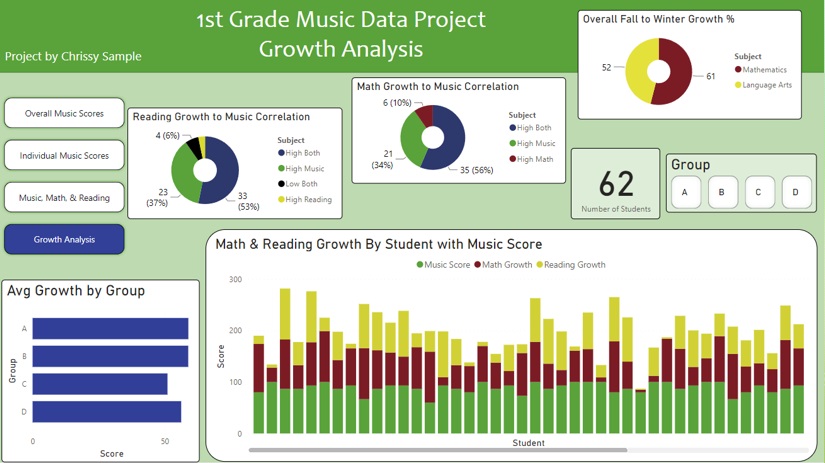 1st Grade Music Data Project
Growth Analysis
Project by Chrissy Sample
Overall Fall to Winter Growth %
52
61
Subject
Mathematics
Language Arts
Overall Music Scores
Individual Music Scores
Music, Math, & Reading
Growth Analysis
Reading Growth to Music Correlation
4 (6%)
23
(37%)
33
(53%)
Subject
High Both
High Music
Low Both
High Reading
Math Growth to Music Correlation
6 (10%)
21
(34%)
35 (56%)
Subject
High Both
High Music
High Math
62
Number of Students
Group
A
B
C
D
Avg Growth by Group
Group
A
B
C
D
0
50
Score
Math & Reading Growth By Student with Music Score
Music Score
Math Growth
Reading Growth
Score
300
200
100
0
Student